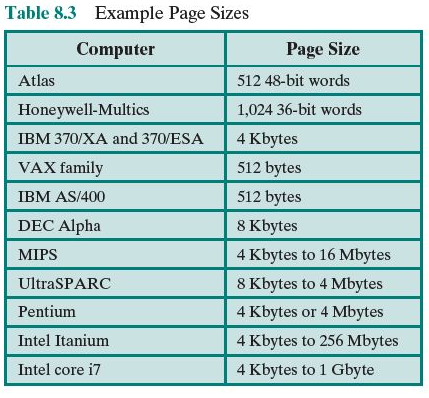 Table 8.3 Example Page Sizes
Computer Page Size
Atlas 512 48-bit words
Honeywell-Multics 1,024 36-bit words
IBM 370/XA and 370/ESA 4 Kbytes
VAX family 512 bytes
IBM AS/400 512 bytes
DEC Alpha 8 Kbytes
MIPS 4 Kbytes to 16 Mbytes
UltraSPARC 8 Kbytes to 4 Mbytes
Pentium 4 Kbytes or 4 Mbytes
Intel Itanium 4 Kbytes to 256 Mbytes
Intel core i7 4 Kbytes to 1 Gbyte